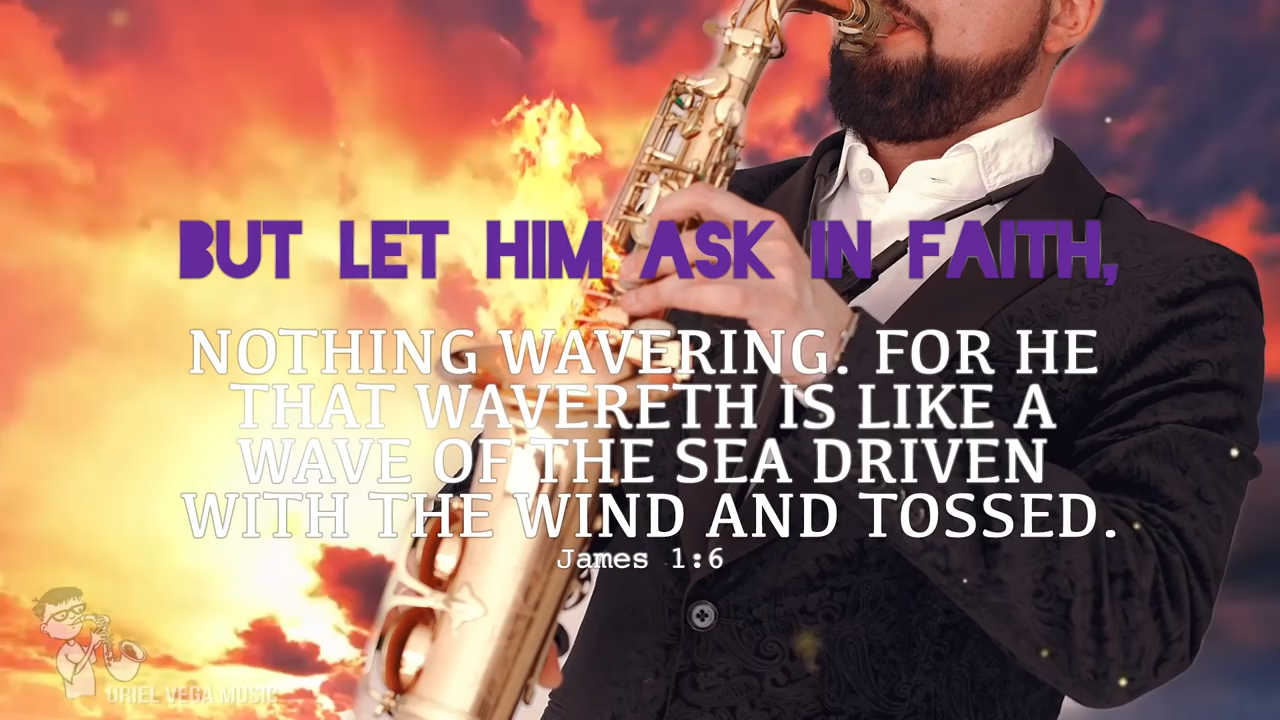 BUT LET HIM ASK IN FAITH,
NOTHING WAVERING. FOR HE
THAT WAVERETH IS LIKE A
WAVE OF THE SEA DRIVEN
WITH THE WIND AND TOSSED.
James 1:6
URIEL VEGA MUSIC